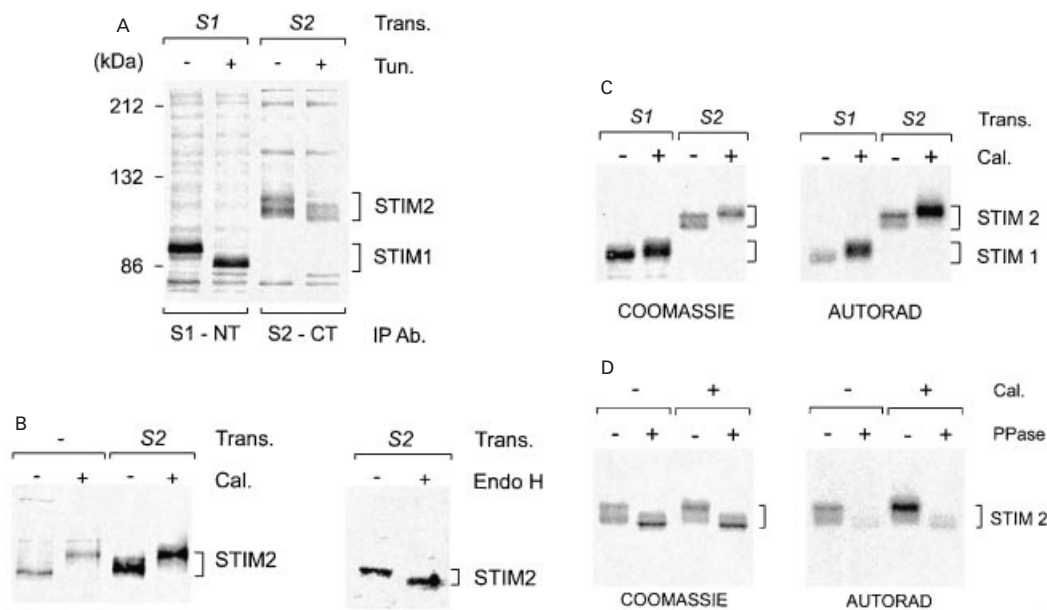 A
S1 S2 Trans.
(kDa) - + - + Tun.
212 -
132 -
STIM2
STIM1
86 -
S1 - NT S2 - CT IP Ab.
B
- S2 Trans.
- + - + Cal.
STIM2
S2 Trans.
- + Endo H
STIM2
C
S1 S2 S1 S2 Trans.
- + - + - + - + Cal.
STIM 2
STIM 1
COOMASSIE AUTORAD
D
- + - + Cal.
- + - + - + - + PPase
STIM 2
COOMASSIE AUTORAD